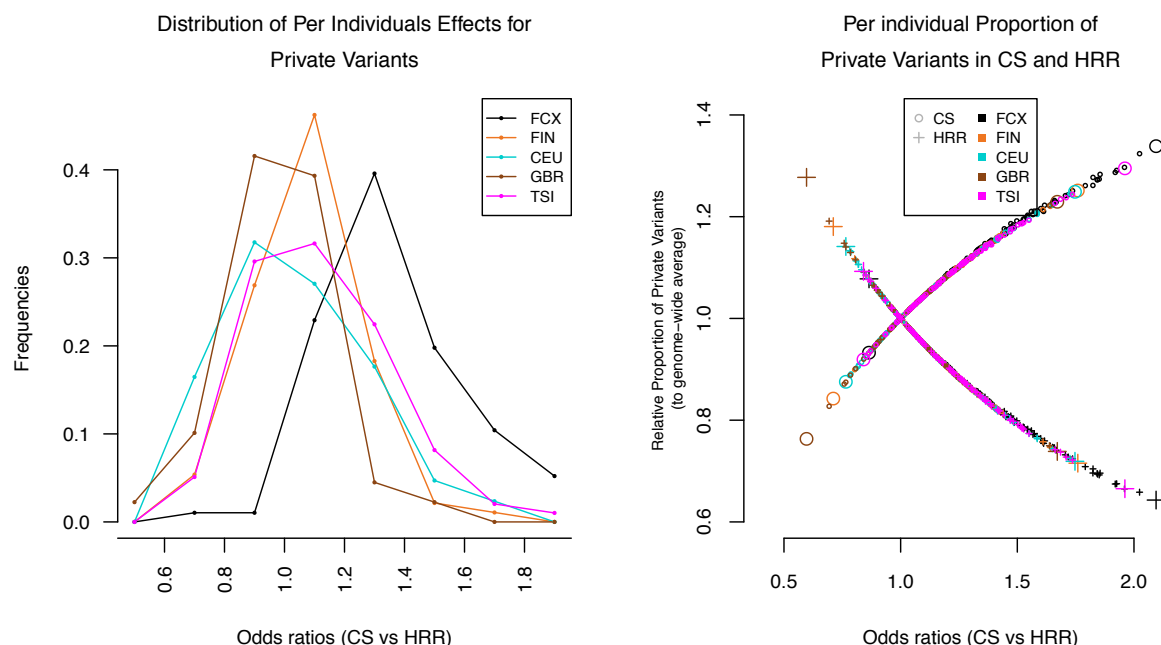 Distribution of Per Individuals Effects for
Private Variants
Frequencies
0.0
0.1
0.2
0.3
0.4
0.6
0.8
1.0
1.2
1.4
1.6
1.8
Odds ratios (CS vs HRR)
FCX
FIN
CEU
GBR
TSI
Per individual Proportion of
Private Variants in CS and HRR
Relative Proportion of Private Variants
(to genome−wide average)
0.6
0.8
1.0
1.2
1.4
0.5
1.0
1.5
2.0
Odds ratios (CS vs HRR)
CS
HRR
FCX
FIN
CEU
GBR
TSI